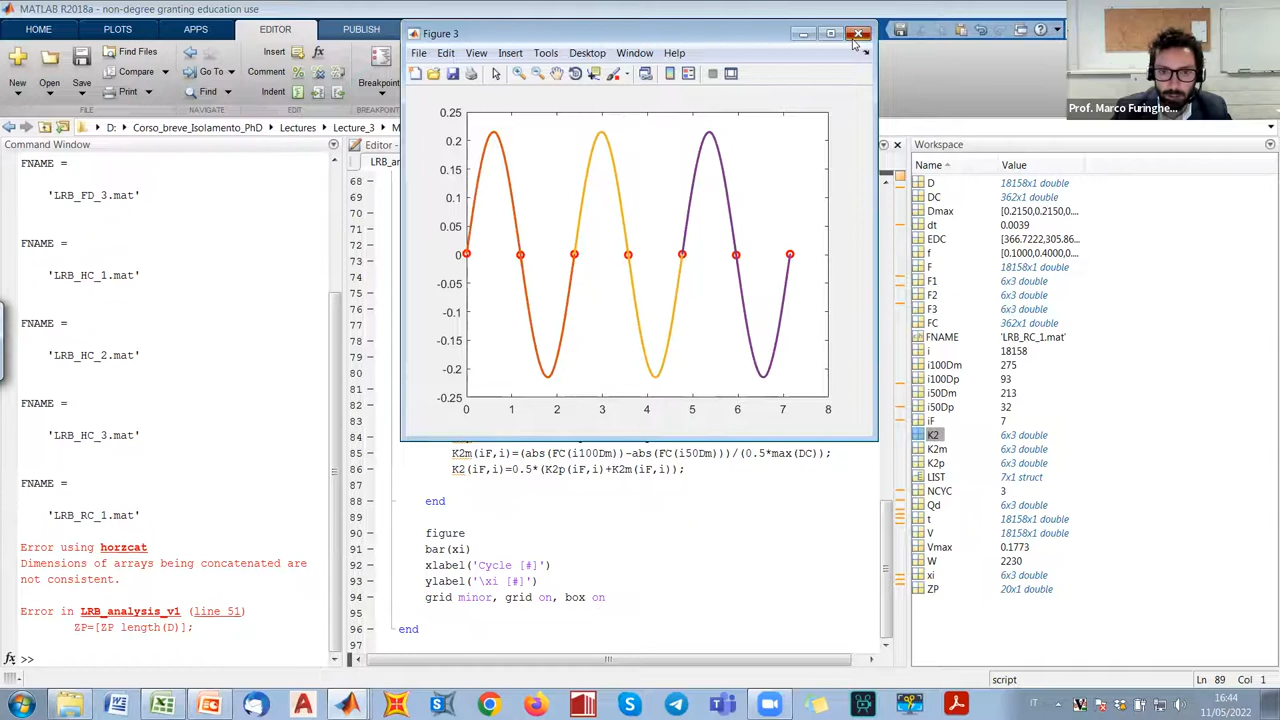 MATLAB R2018a - non-degree granting education use
HOME PLOTS APPS EDITOR PUBLISH
New Open Save
Find Files
Compare
Print
Go To
Find
Insert
Comment
Indent
Breakpoint
FILE NAVIGATE EDIT BREAKPOINT
D: Corso_breve_Isolamento_PhD Lectures Lecture_3 M
Command Window
FNAME =
'LRB_FD_3.mat'
FNAME =
'LRB_HC_1.mat'
FNAME =
'LRB_HC_2.mat'
FNAME =
'LRB_HC_3.mat'
FNAME =
'LRB_RC_1.mat'
Error using horzcat
Dimensions of arrays being concatenated are
not consistent.
Error in LRB_analysis_v1 (line 51)
ZP=[ZP length(D)];
fx >>
Editor -
LRB_an
68
69
70
71
72
73
74
75
76
77
78
79
80
81
82
83
84
85 K2m(iF,i)=(abs(FC(i100Dm))-abs(FC(i50Dm)))/(0.5*max(DC));
86 K2(iF,i)=0.5*(K2p(iF,i)+K2m(iF,i));
87
88 end
89
90 figure
91 bar(xi)
92 xlabel('Cycle [#]')
93 ylabel('\xi [#]')
94 grid minor, grid on, box on
95
96 end
97
Figure 3
File Edit View Insert Tools Desktop Window Help
0.25
0.2
0.15
0.1
0.05
0
-0.05
-0.1
-0.15
-0.2
-0.25
0 1 2 3 4 5 6 7 8
Prof. Marco Furinghe...
Workspace
Name Value
D 18158x1 double
DC 362x1 double
Dmax [0.2150,0.2150,0....
dt 0.0039
EDC [366.7222,305.86...
f [0.1000,0.4000,0....
F 18158x1 double
F1 6x3 double
F2 6x3 double
F3 6x3 double
FC 362x1 double
FNAME 'LRB_RC_1.mat'
i 18158
i100Dm 275
i100Dp 93
i50Dm 213
i50Dp 32
iF 7
K2 6x3 double
K2m 6x3 double
K2p 6x3 double
LIST 7x1 struct
NCYC 3
Qd 6x3 double
t 18158x1 double
V 18158x1 double
Vmax 0.1773
W 2230
xi 6x3 double
ZP 20x1 double
script Ln 89 Col 1
IT
16:44
11/05/2022